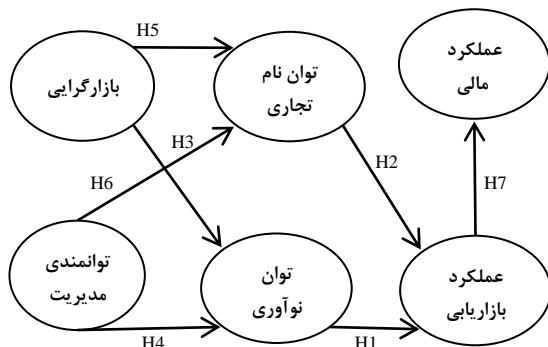 H5
بازارگرایی
توان نام
تجاری
عملکرد
مالی
H3
H6
H2
H7
توانمندی
مدیریت
توان
نوآوری
عملکرد
بازاریابی
H4
H1